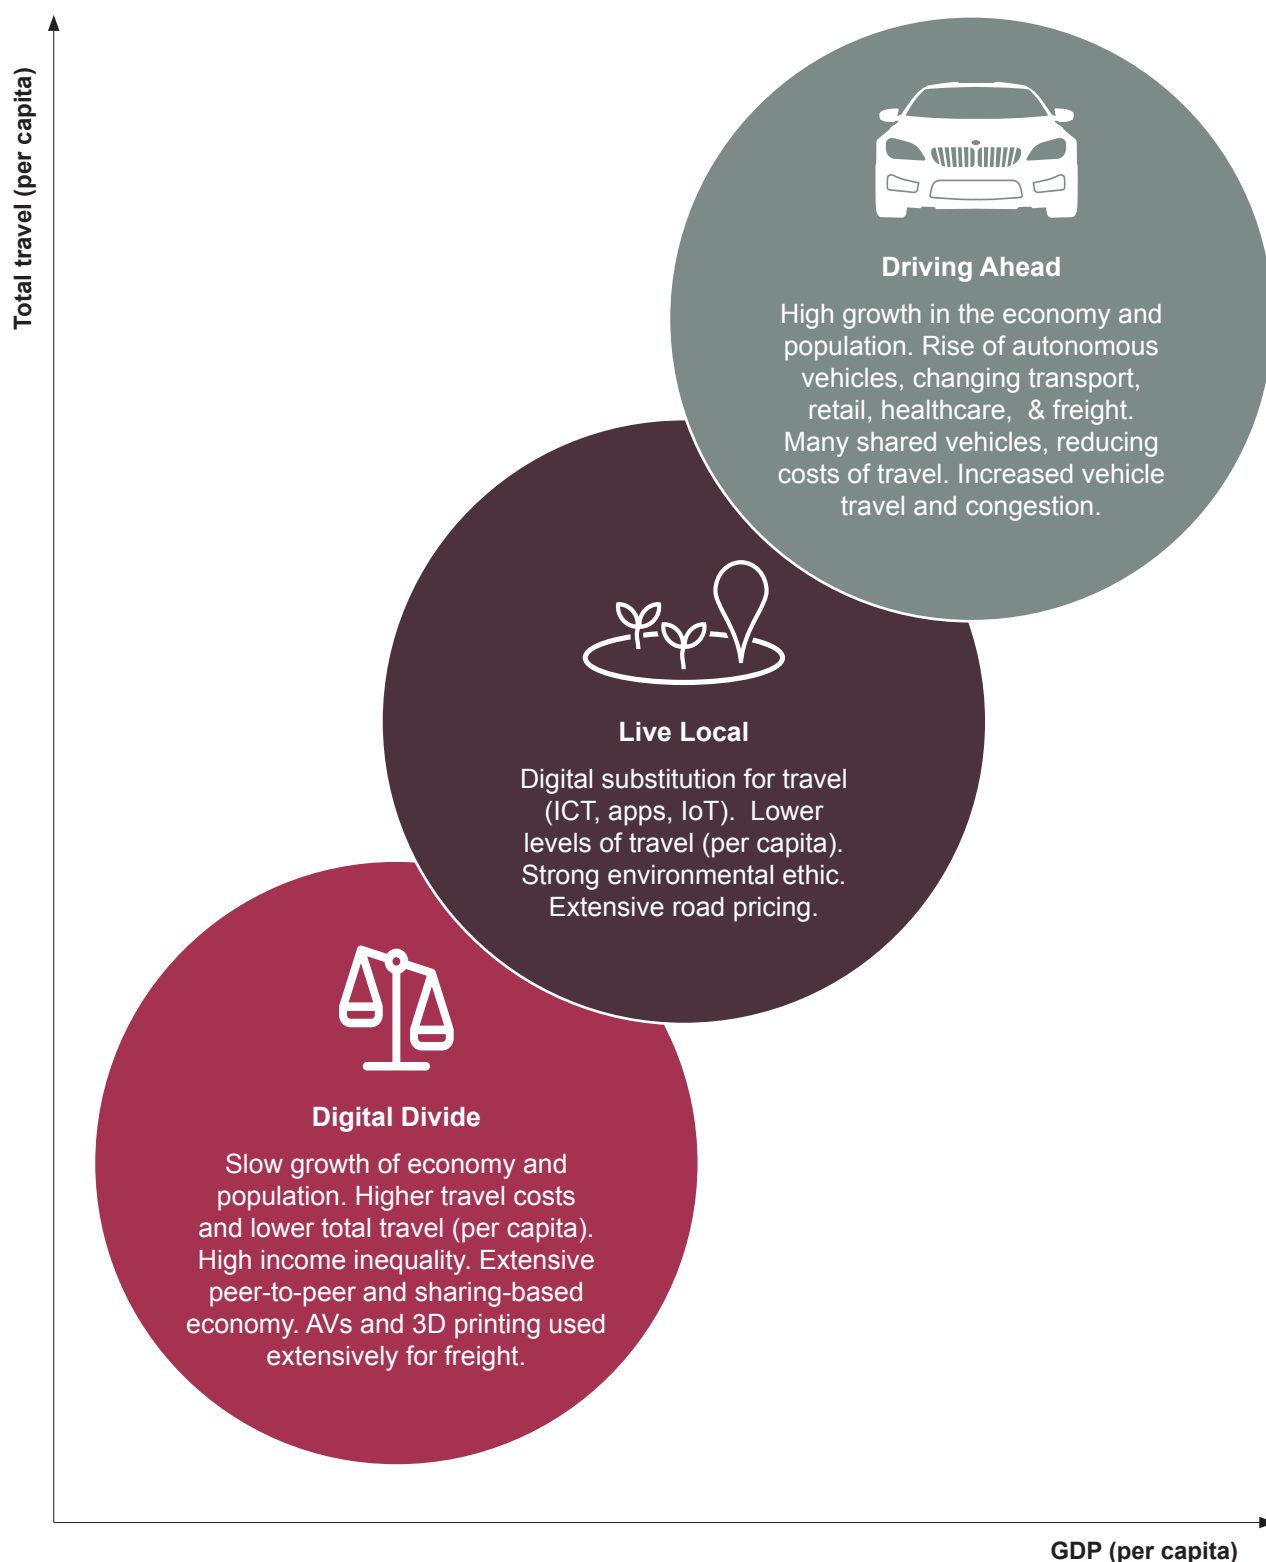 Total travel (per capita)
Driving Ahead
High growth in the economy and
population. Rise of autonomous
vehicles, changing transport,
retail, healthcare,  & freight.
Many shared vehicles, reducing
costs of travel. Increased vehicle
travel and congestion.
Live Local
Digital substitution for travel
(ICT, apps, IoT).  Lower
levels of travel (per capita).
Strong environmental ethic.
Extensive road pricing.
Digital Divide
Slow growth of economy and
population. Higher travel costs
and lower total travel (per capita).
High income inequality. Extensive
peer-to-peer and sharing-based
economy. AVs and 3D printing used
extensively for freight.
GDP (per capita)